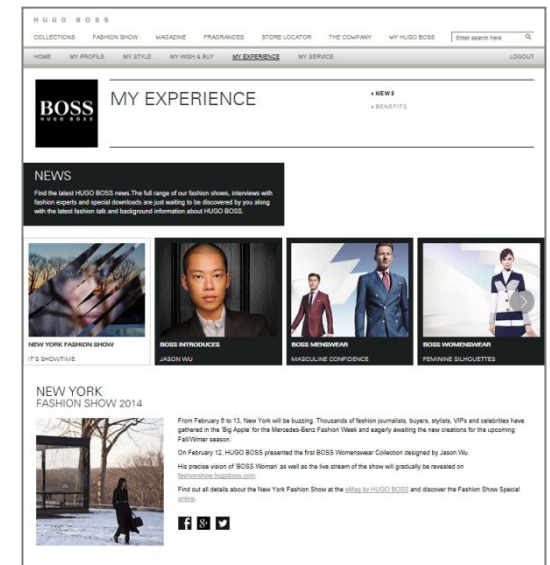 HUGO BOSS
COLLECTIONS FASHION SHOW MAGAZINE FRAGRANCES STORE LOCATOR THE COMPANY MY HUGO BOSS Enter search here
HOME MY PROFILE MY STYLE MY WISH & BUY MY EXPERIENCE MY SERVICE LOGOUT
BOSS
HUGO BOSS
MY EXPERIENCE
NEWS
BENEFITS
NEWS
Find the latest HUGO BOSS news.The full range of our fashion shows, interviews with
fashion experts and special downloads are just waiting to be discovered by you along
with the latest fashion talk and background information about HUGO BOSS.
NEW YORK FASHION SHOW
IT'S SHOWTIME
BOSS INTRODUCES
JASON WU
BOSS MENSWEAR
MASCULINE CONFIDENCE
BOSS WOMENSWEAR
FEMININE SILHOUETTES
NEW YORK
FASHION SHOW 2014
From February 6 to 13, New York will be buzzing. Thousands of fashion journalists, buyers, stylists, VIPs and celebrities have
gathered in the 'Big Apple' for the Mercedes-Benz Fashion Week and eagerly awaiting the new creations for the upcoming
Fall/Winter season.
On February 12, HUGO BOSS presented the first BOSS Womenswear Collection designed by Jason Wu.
His precise vision of 'BOSS Woman' as well as the live stream of the show will gradually be revealed on
fashionshow.hugoboss.com.
Find out all details about the New York Fashion Show at the eMag by HUGO BOSS and discover the Fashion Show Special
online.